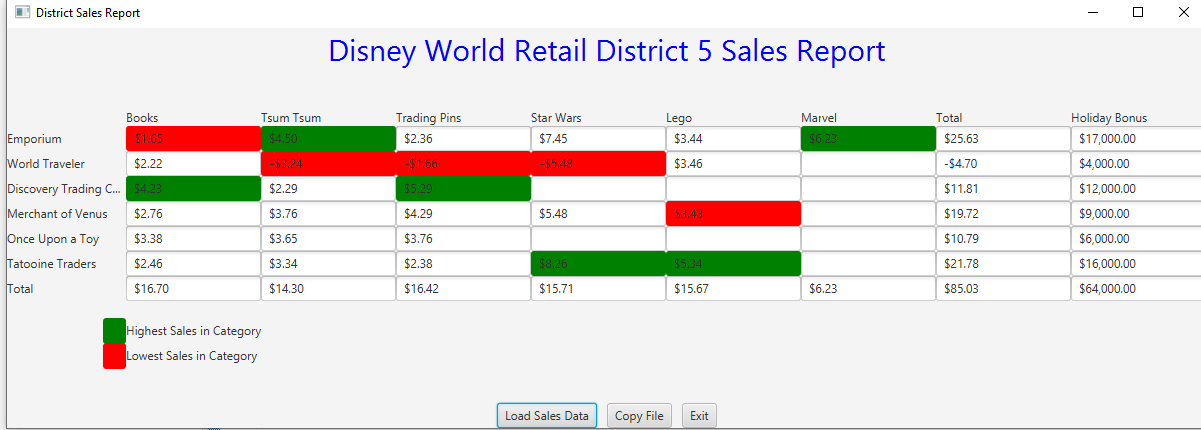 District Sales Report
Disney World Retail District 5 Sales Report
Books Tsum Tsum Trading Pins Star Wars Lego Marvel Total Holiday Bonus
Emporium $1.65 $4.50 $2.36 $7.45 $3.44 $6.23 $25.63 $17,000.00
World Traveler $2.22 -$3.24 -$1.66 -$5.48 $3.46 -$4.70 $4,000.00
Discovery Trading C... $4.23 $2.29 $5.29 $11.81 $12,000.00
Merchant of Venus $2.76 $3.76 $4.29 $5.48 $3.43 $19.72 $9,000.00
Once Upon a Toy $3.38 $3.65 $3.76 $10.79 $6,000.00
Tatooine Traders $2.46 $3.34 $2.38 $8.26 $5.34 $21.78 $16,000.00
Total $16.70 $14.30 $16.42 $15.71 $15.67 $6.23 $85.03 $64,000.00
Highest Sales in Category
Lowest Sales in Category
Load Sales Data Copy File Exit